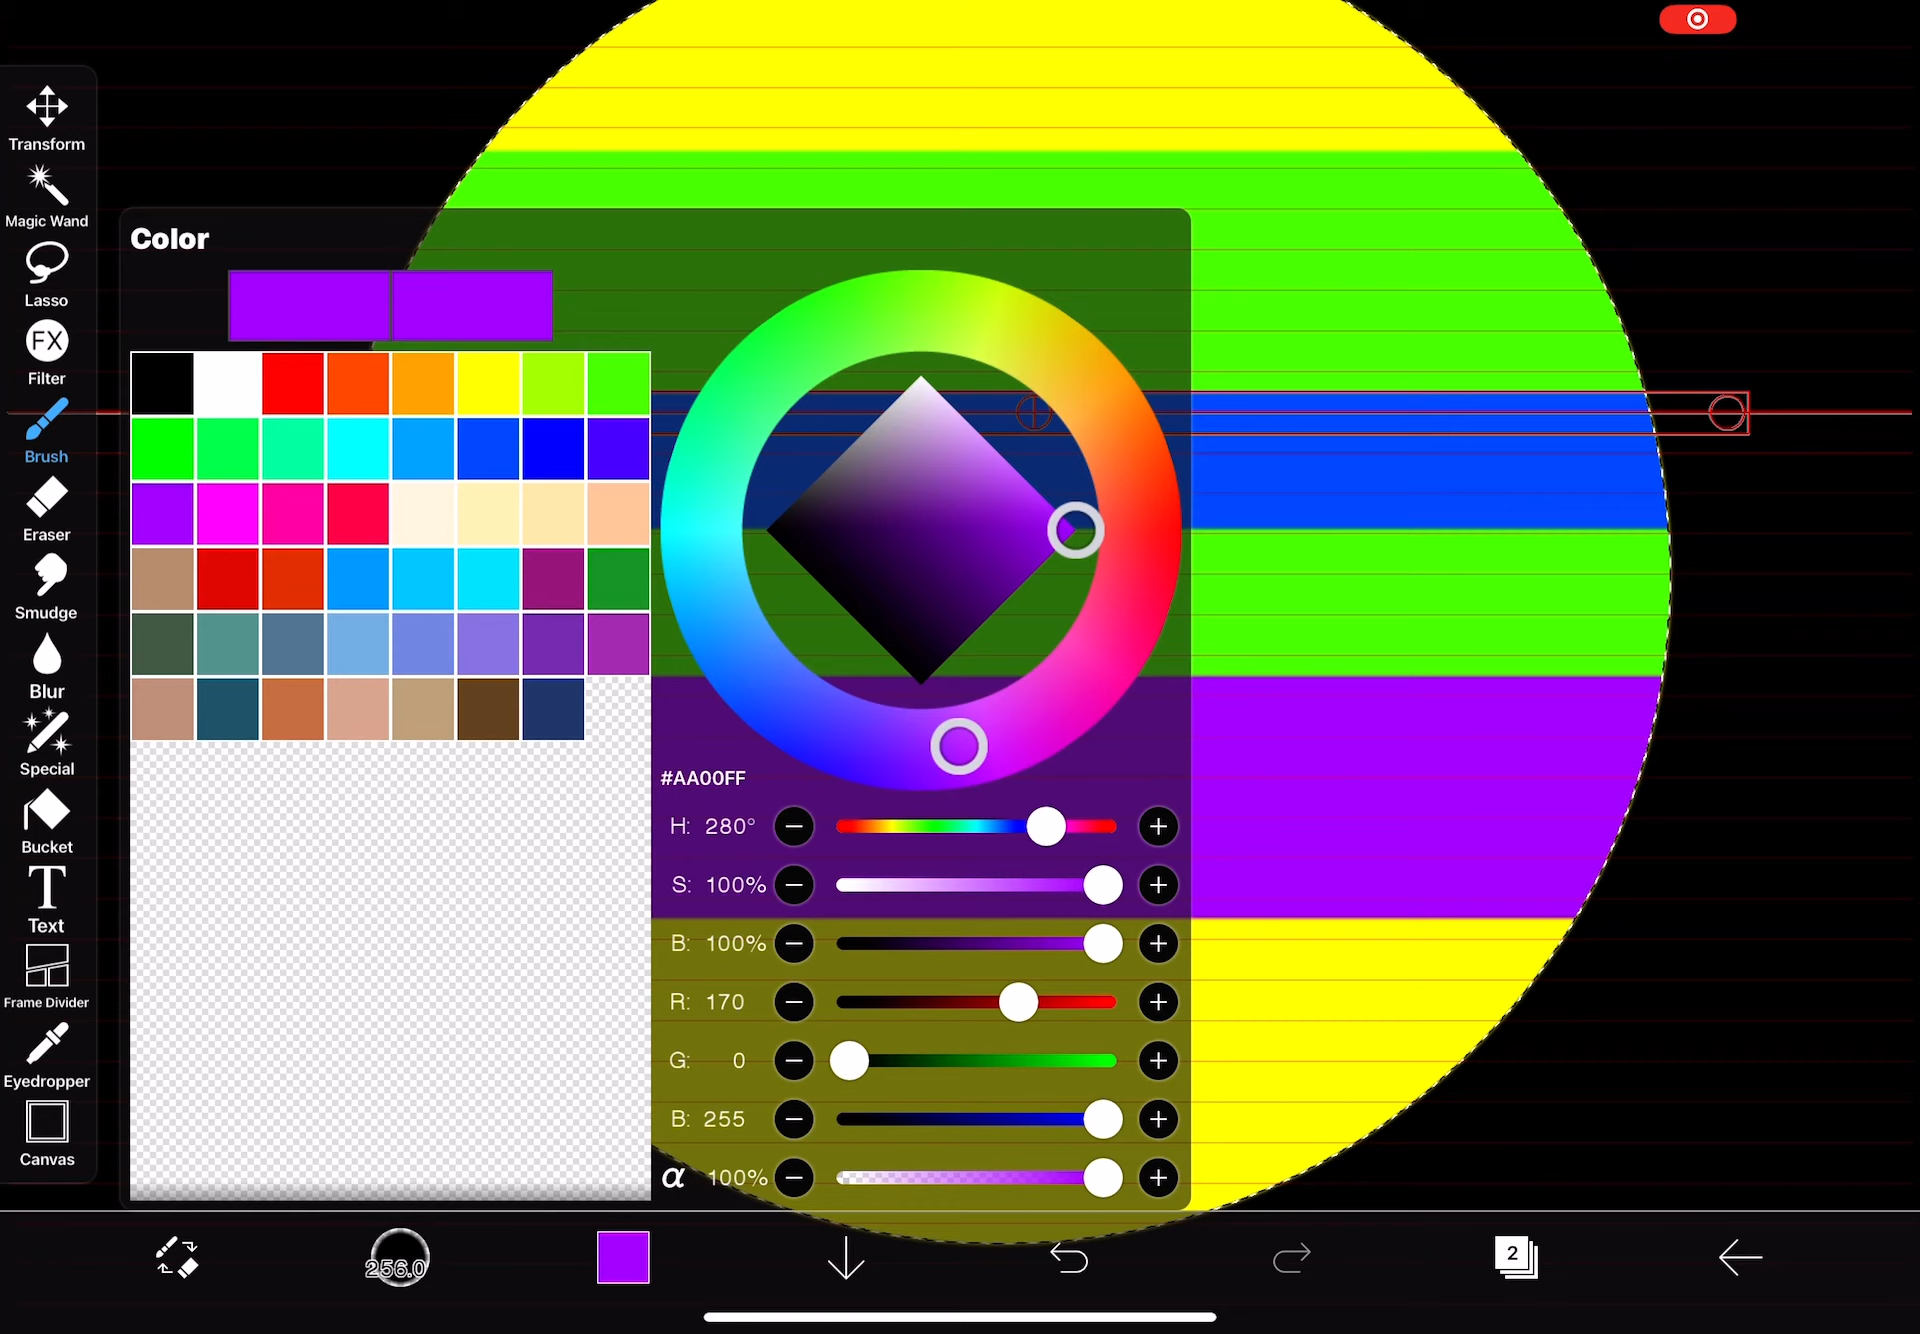 Transform
Magic Wand
Lasso
FX
Filter
Brush
Eraser
Smudge
Blur
Special
Bucket
T
Text
Frame Divider
Eyedropper
Canvas
Color
#AA00FF
H: 280°
S: 100%
B: 100%
R: 170
G: 0
B: 255
α 100%
256.0
2